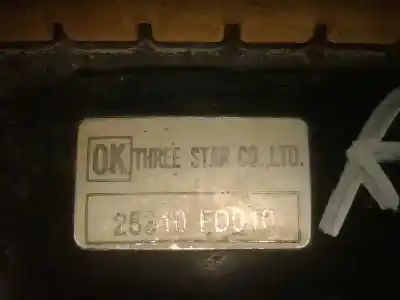 OK THREE STAR CO.,LTD.
25310 FD010